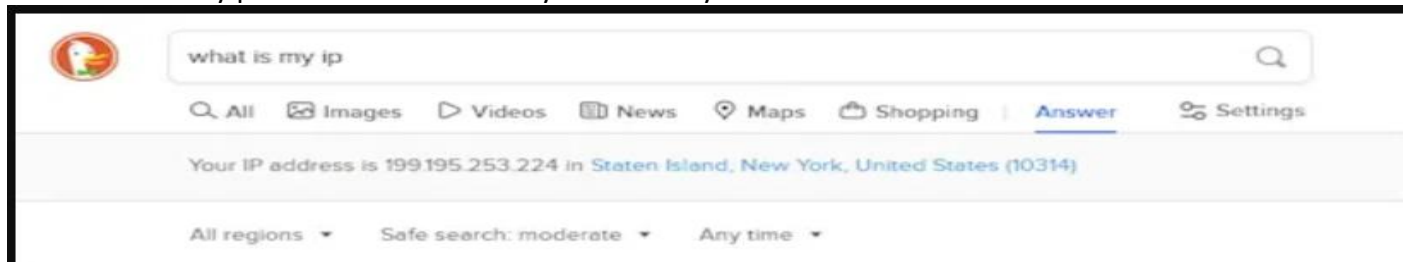 what is my ip
All Images Videos News Maps Shopping Answer Settings
Your IP address is 199.195.253.224 in Staten Island, New York, United States (10314)
All regions Safe search: moderate Any time